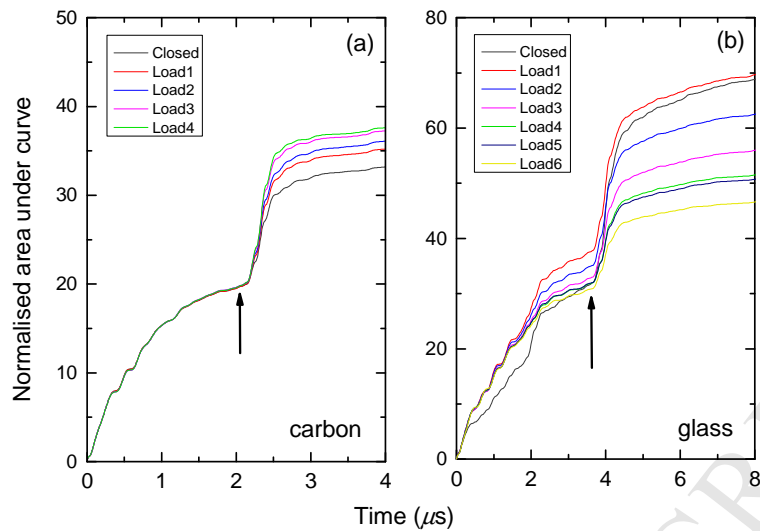 50
40
30
20
10
0
0
1
2
3
4
(a)
Closed
Load1
Load2
Load3
Load4
carbon
80
60
40
20
0
0
2
4
6
8
(b)
Closed
Load1
Load2
Load3
Load4
Load5
Load6
glass
Normalised area under curve
Time (μs)